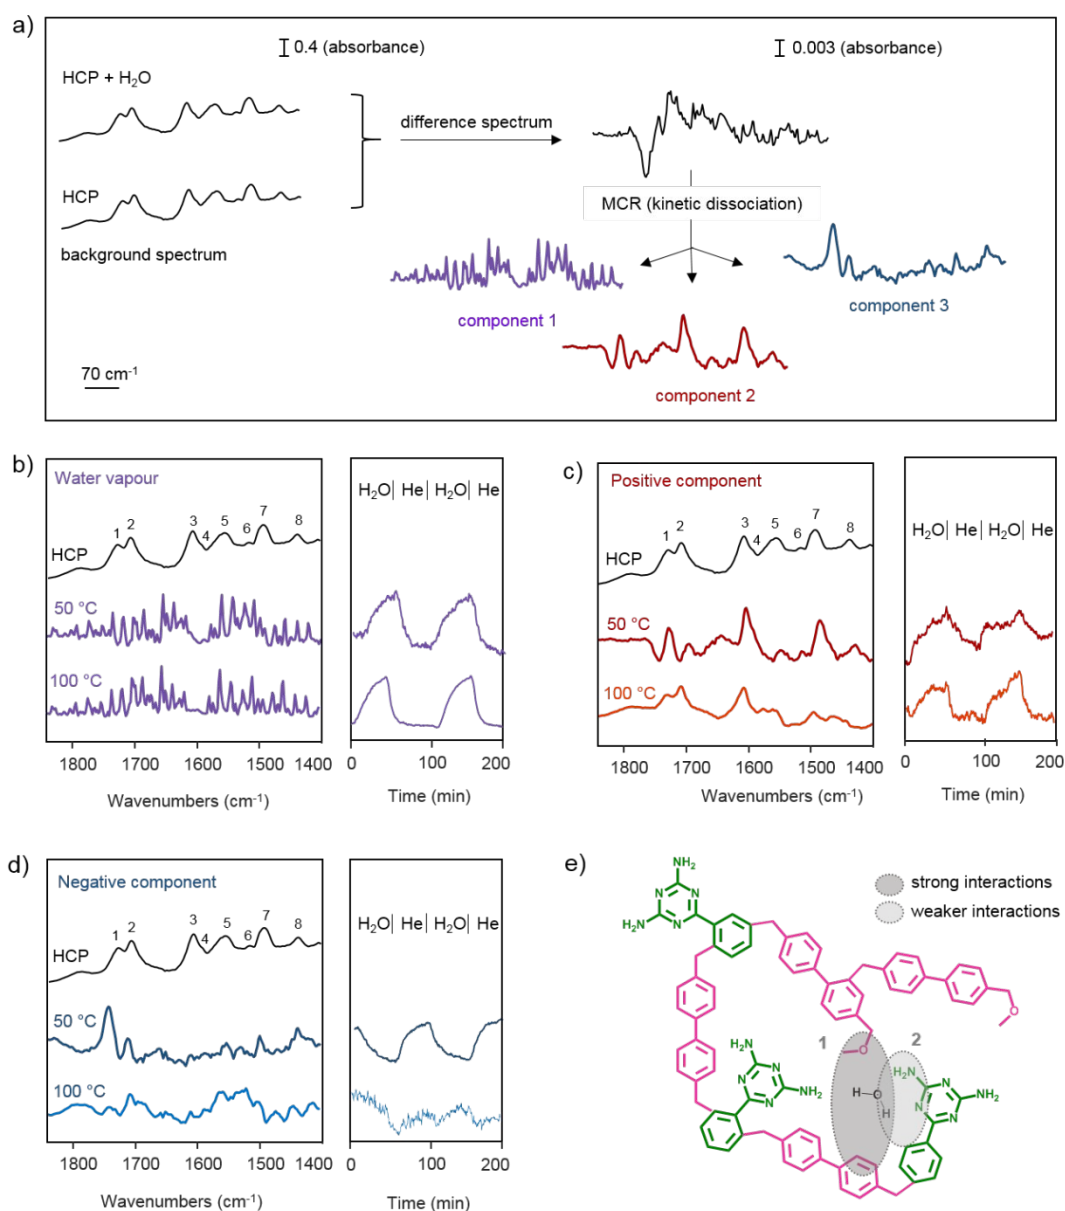 a)
0.4 (absorbance)
0.003 (absorbance)
HCP + H₂O
difference spectrum
HCP
MCR (kinetic dissociation)
background spectrum
component 1
component 3
component 2
70 cm⁻¹
b)
Water vapour
H₂O| He| H₂O| He
1 2 3 4 5 6 7 8
HCP
50 °C
100 °C
1800 1700 1600 1500 1400
0 100 200
Wavenumbers (cm⁻¹)
Time (min)
c)
Positive component
H₂O| He| H₂O| He
1 2 3 4 5 6 7 8
HCP
50 °C
100 °C
1800 1700 1600 1500 1400
0 100 200
Wavenumbers (cm⁻¹)
Time (min)
d)
Negative component
H₂O| He| H₂O| He
1 2 3 4 5 6 7 8
HCP
50 °C
100 °C
1800 1700 1600 1500 1400
0 100 200
Wavenumbers (cm⁻¹)
Time (min)
e)
strong interactions
weaker interactions
NH₂
N N
H₂N N
O
1 2
NH₂
N N NH₂
N
O
H₂N NH₂
N N
N
H O
H